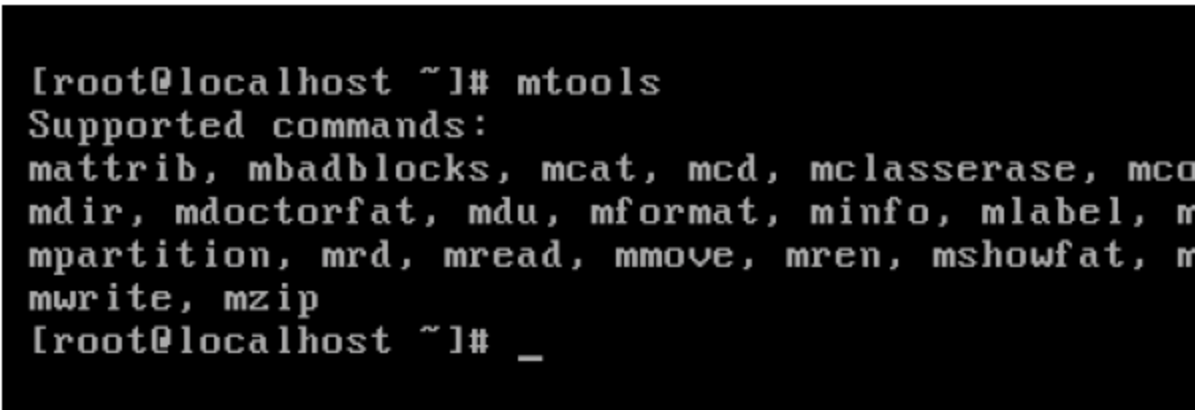 [root@localhost ~]# mtools
Supported commands:
mattrib, mbadblocks, mcat, mcd, mclasserase, mco
mdir, mdoctorfat, mdu, mformat, minfo, mlabel, m
mpartition, mrd, mread, mmove, mren, mshowfat, m
mwrite, mzip
[root@localhost ~]# _